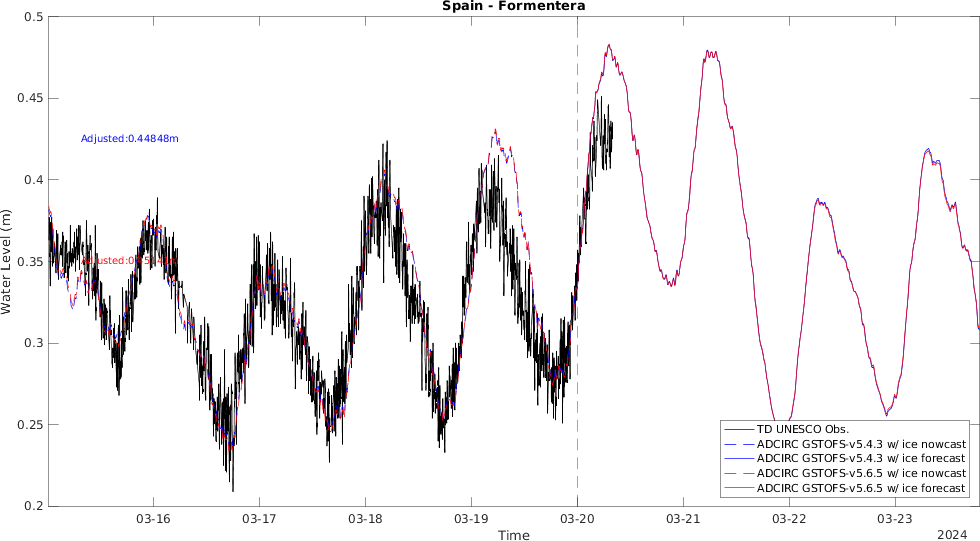 Spain - Formentera
0.5
0.45
0.4
0.35
0.3
0.25
0.2
Water Level (m)
Adjusted:0.44848m
03-16
03-17
03-18
03-19
03-20
03-21
03-22
03-23
Time
2024
TD UNESCO Obs.
ADCIRC GSTOFS-v5.4.3 w/ ice nowcast
ADCIRC GSTOFS-v5.4.3 w/ ice forecast
ADCIRC GSTOFS-v5.6.5 w/ ice nowcast
ADCIRC GSTOFS-v5.6.5 w/ ice forecast